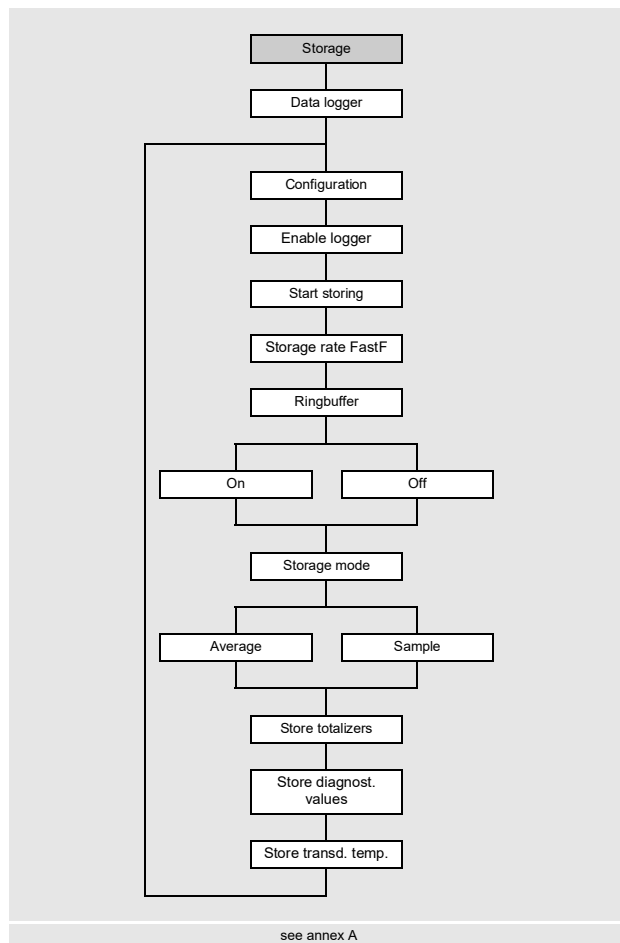 Storage
Data logger
Configuration
Enable logger
Start storing
Storage rate FastF
Ringbuffer
On
Off
Storage mode
Average
Sample
Store totalizers
Store diagnost.
values
Store transd. temp.
see annex A